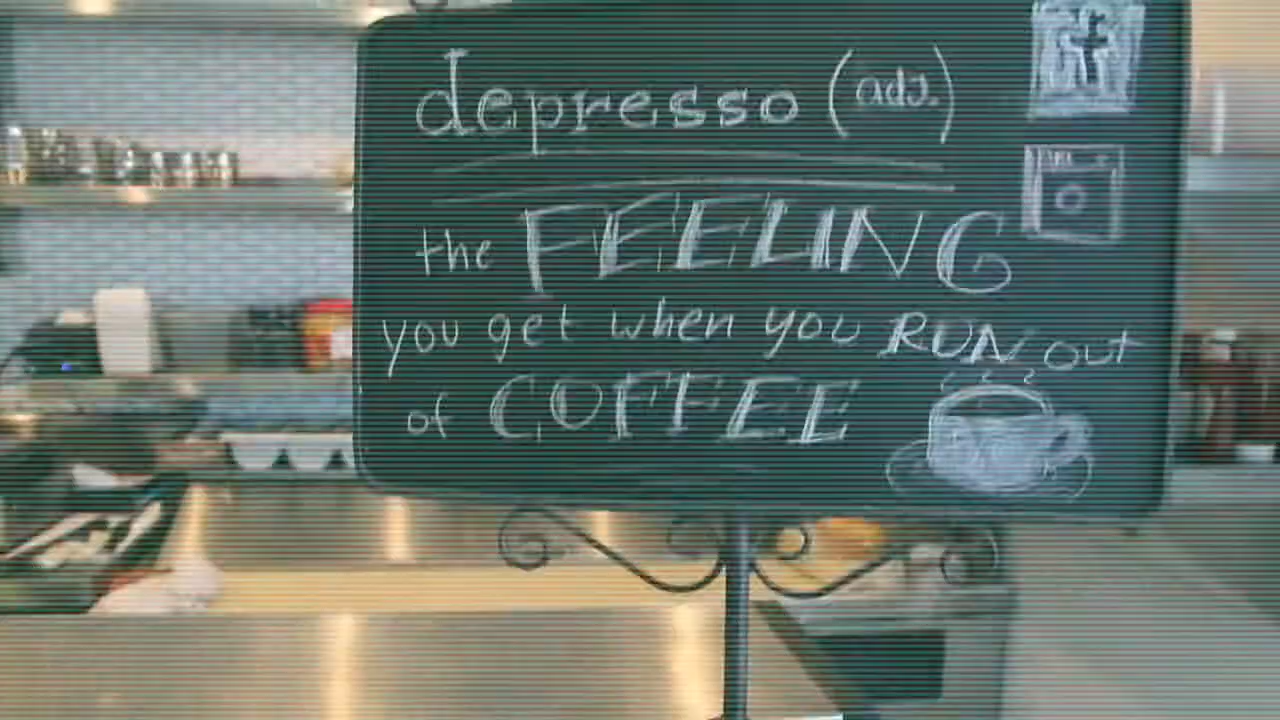 depresso (adj.)
the FEELING
you get when you RUN out
of COFFEE